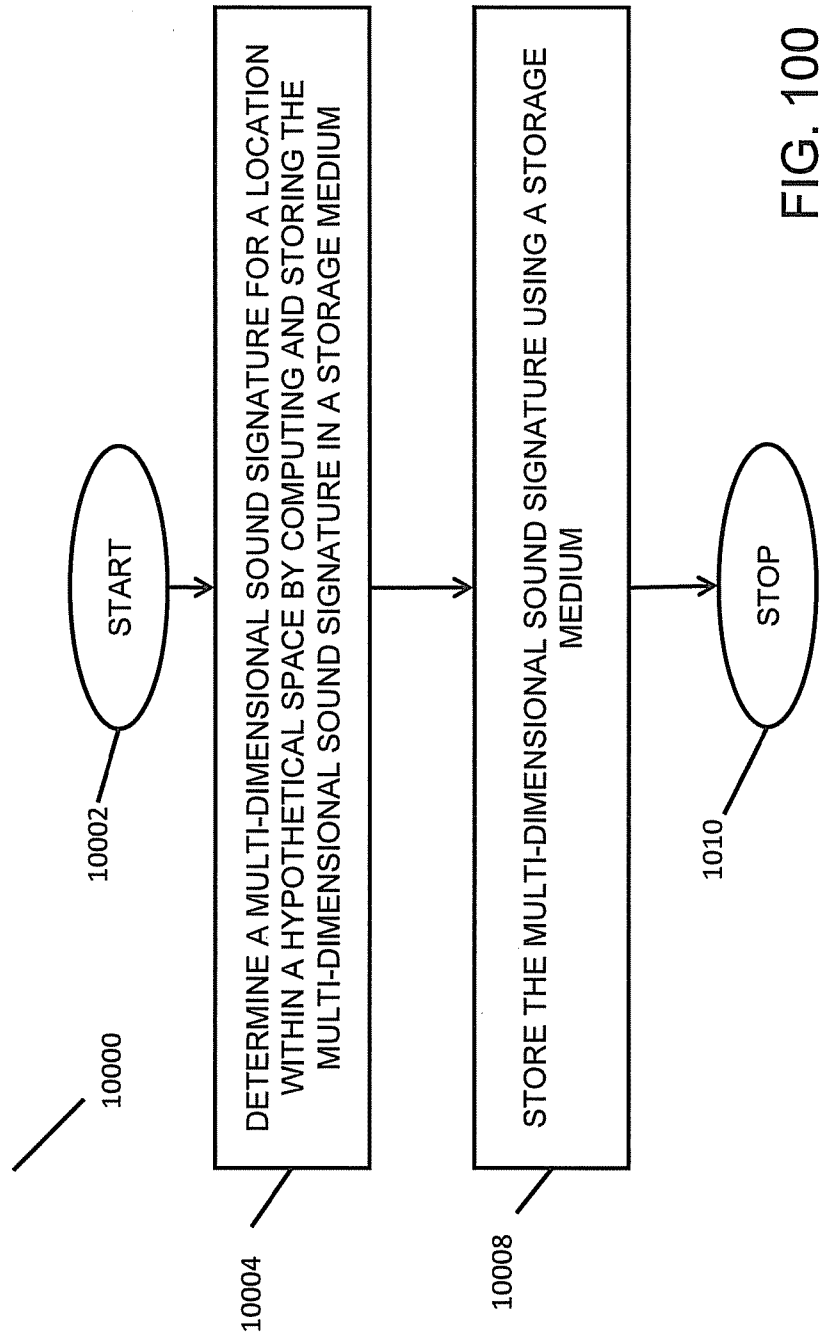 10000
10002
START
10004
DETERMINE A MULTI-DIMENSIONAL SOUND SIGNATURE FOR A LOCATION
WITHIN A HYPOTHETICAL SPACE BY COMPUTING AND STORING THE
MULTI-DIMENSIONAL SOUND SIGNATURE IN A STORAGE MEDIUM
10008
STORE THE MULTI-DIMENSIONAL SOUND SIGNATURE USING A STORAGE
MEDIUM
1010
STOP
FIG. 100